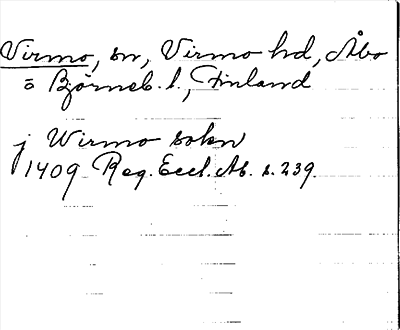 Virmo, sn, Virmo hd, Åbo
o Björneb. l., Finland
j Wirmo sokn
1409 Reg. Eccl. Ab. s. 239.